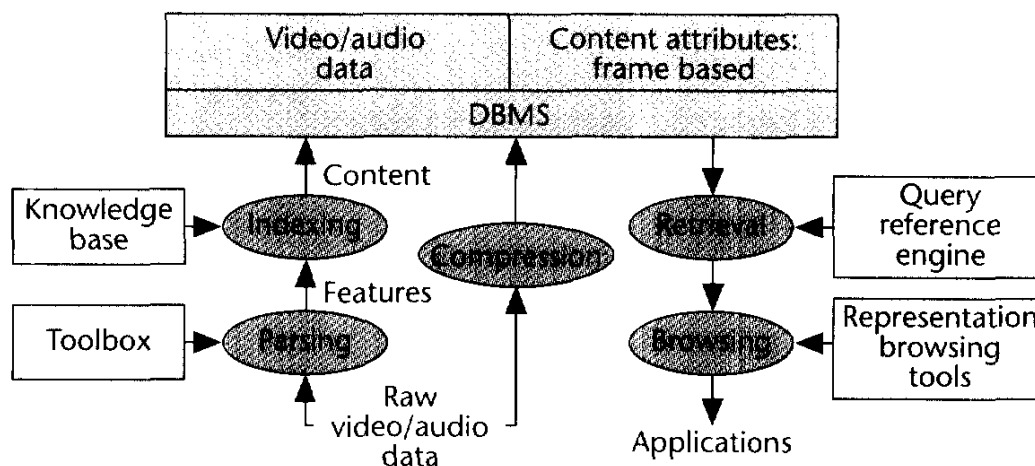 Video/audio
data
Content attributes:
frame based
DBMS
Content
Knowledge
base
Indexing
Retrieval
Query
reference
engine
Compression
Features
Toolbox
Parsing
Browsing
Representation
browsing
tools
Raw
video/audio
data
Applications